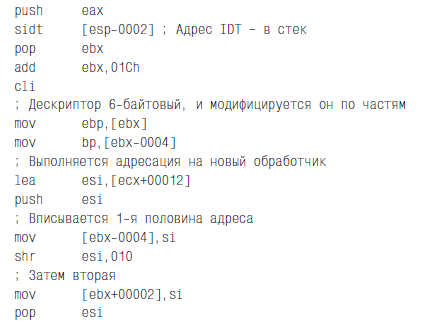 push eax
sidt [esp-0002] ; Адрес IDT – в стек
pop ebx
add ebx,01Ch
cli
; Дескриптор 6-байтовый, и модифицируется он по частям
mov ebp,[ebx]
mov bp,[ebx-0004]
; Выполняется адресация на новый обработчик
lea esi,[ecx+00012]
push esi
; Вписывается 1-я половина адреса
mov [ebx-0004],si
shr esi,010
; Затем вторая
mov [ebx+00002],si
pop esi